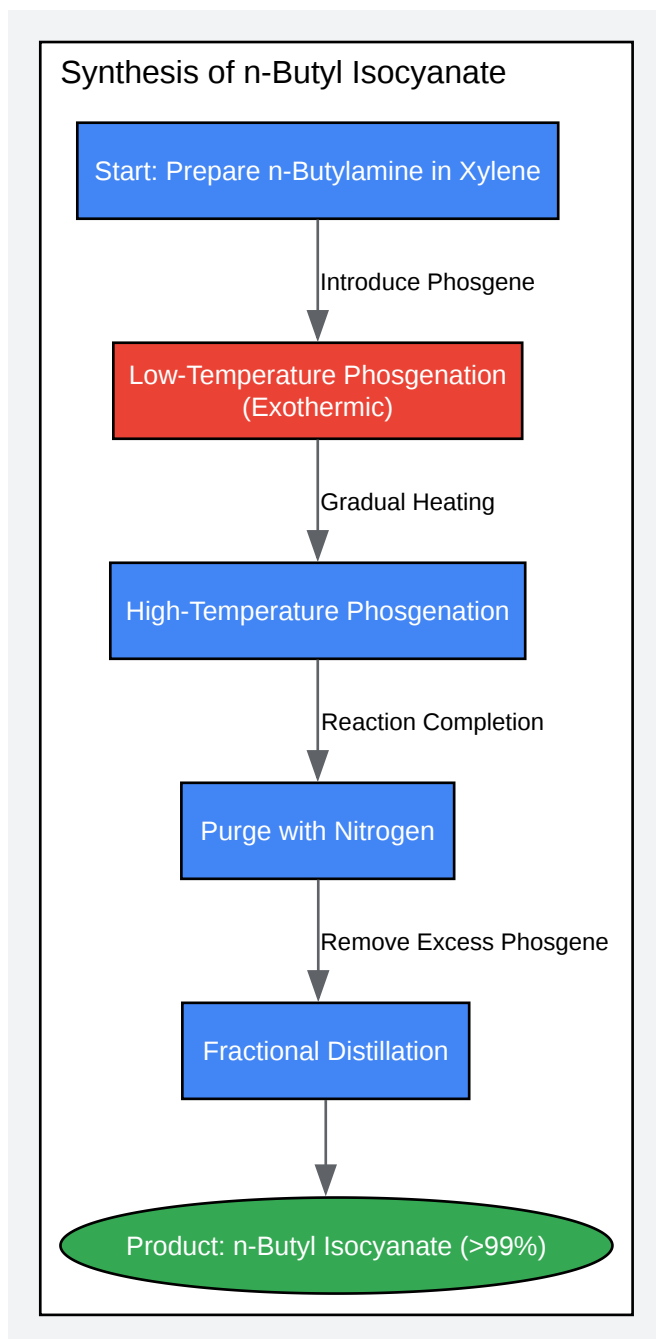 Synthesis of n-Butyl Isocyanate
Start: Prepare n-Butylamine in Xylene
Introduce Phosgene
Low-Temperature Phosgenation
(Exothermic)
Gradual Heating
High-Temperature Phosgenation
Reaction Completion
Purge with Nitrogen
Remove Excess Phosgene
Fractional Distillation
Product: n-Butyl Isocyanate (>99%)